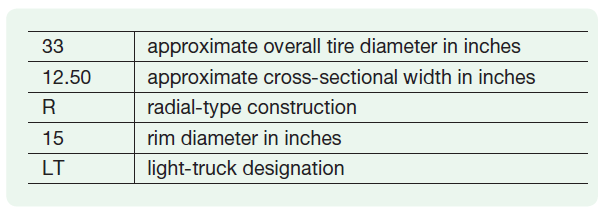 33 approximate overall tire diameter in inches
12.50 approximate cross-sectional width in inches
R radial-type construction
15 rim diameter in inches
LT light-truck designation